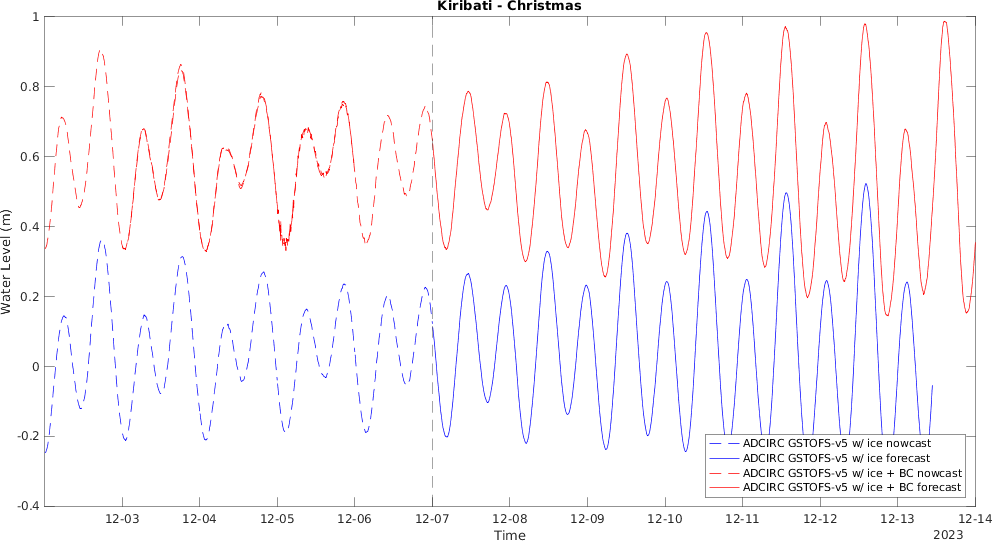 Kiribati - Christmas
Water Level (m)
1
0.8
0.6
0.4
0.2
0
-0.2
-0.4
ADCIRC GSTOFS-v5 w/ ice nowcast
ADCIRC GSTOFS-v5 w/ ice forecast
ADCIRC GSTOFS-v5 w/ ice + BC nowcast
ADCIRC GSTOFS-v5 w/ ice + BC forecast
12-03 12-04 12-05 12-06 12-07 12-08 12-09 12-10 12-11 12-12 12-13 12-14
Time
2023